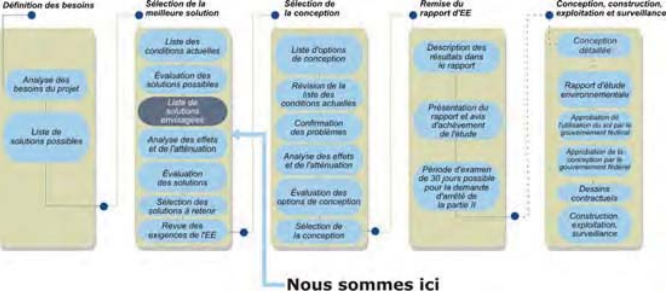 Définition des besoins
Analyse des
besoins du projet
Liste de
solutions possibles
Sélection de la
meilleure solution
Liste des
conditions actuelles
Évaluation des
solutions possibles
Liste de
solutions
envisagées
Analyse des effets
et de l'atténuation
Évaluation
des solutions
Sélection des
solutions à retenir
Revue des
exigences de l'EE
Sélection de
la conception
Liste d'options
de conception
Révision de
la liste des
conditions actuelles
Confirmation
des problèmes
Analyse des effets
et de l'atténuation
Évaluation des
options de conception
Sélection de
la conception
Remise du
rapport d'EE
Description des
résultats dans
le rapport
Présentation du
rapport et avis
d'achèvement
de l'étude
Période d'examen
de 30 jours possible
pour la demande
d'arrêté de
la partie II
Conception, construction,
exploitation et surveillance
Conception
détaillée
Rapport d'étude
environnementale
Approbation de
l'utilisation du sol par le
gouvernement fédéral
Approbation de la
conception par le
gouvernement fédéral
Dessins
contractuels
Construction,
exploitation,
surveillance
Nous sommes ici